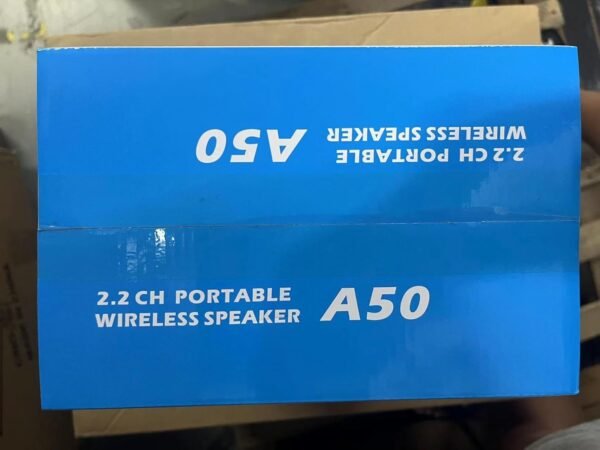 2.2 CH PORTABLE
WIRELESS SPEAKER
A50
2.2 CH PORTABLE
WIRELESS SPEAKER
A50